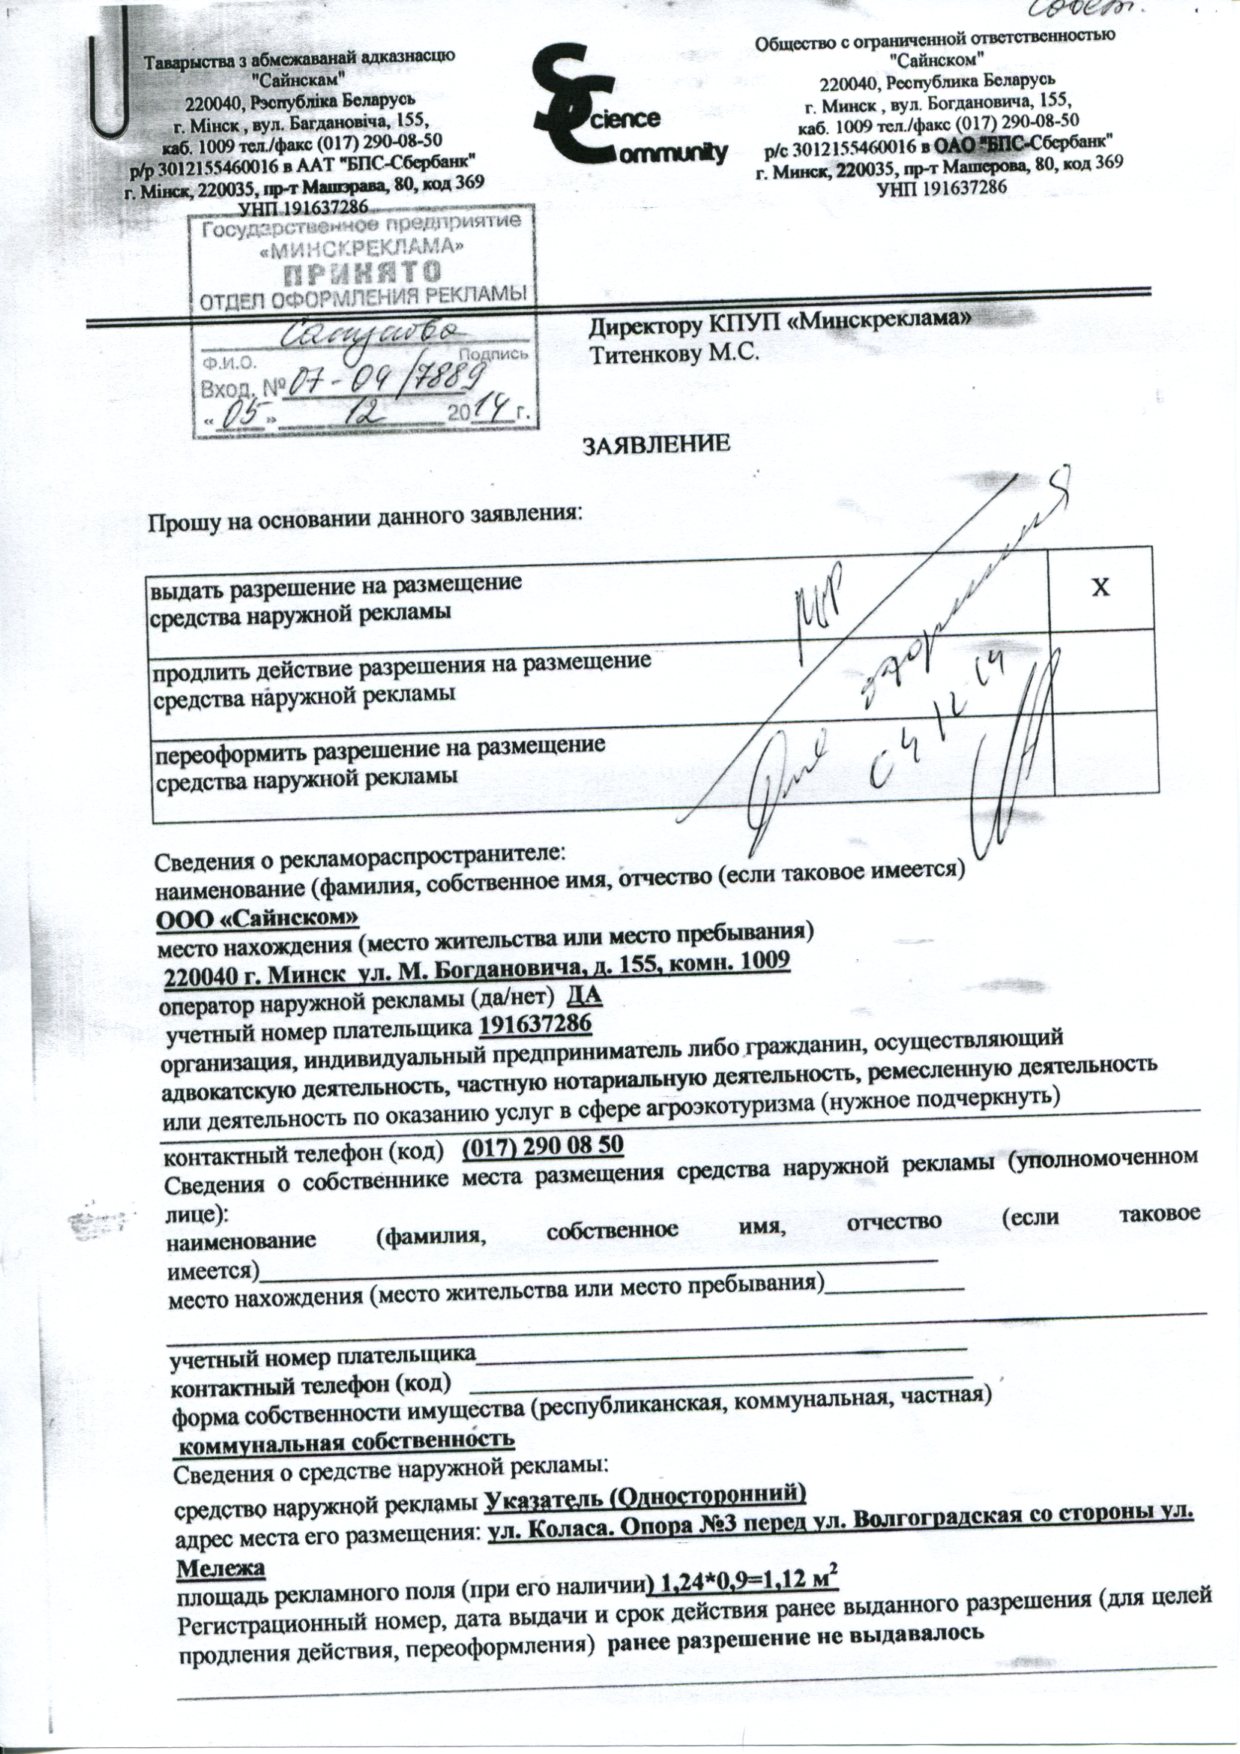 Совет.
Таварыства з абмежаванай адказнасцю
"Сайнскам"
220040, Рэспубліка Беларусь
г. Мінск , вул. Багдановіча, 155,
каб. 1009 тел./факс (017) 290-08-50
р/р 3012155460016 в ААТ "БПС-Сбербанк"
г. Мінск, 220035, пр-т Машэрава, 80, код 369
УНП 191637286
Science
Community
Общество с ограниченной ответственностью
"Сайнском"
220040, Республика Беларусь
г. Минск , вул. Богдановича, 155,
каб. 1009 тел./факс (017) 290-08-50
р/с 3012155460016 в ОАО "БПС-Сбербанк"
г. Минск, 220035, пр-т Машерова, 80, код 369
УНП 191637286
Государственное предприятие
«МИНСКРЕКЛАМА»
ПРИНЯТО
ОТДЕЛ ОФОРМЛЕНИЯ РЕКЛАМЫ
Ф.И.О. Подпись
Вход. № 07-04/7889
«05» 12 2014 г.
Директору КПУП «Минскреклама»
Титенкову М.С.
ЗАЯВЛЕНИЕ
Прошу на основании данного заявления:
выдать разрешение на размещение
средства наружной рекламы
X
продлить действие разрешения на размещение
средства наружной рекламы
переоформить разрешение на размещение
средства наружной рекламы
МР
Для оформления
04 12 14
Сведения о рекламораспространителе:
наименование (фамилия, собственное имя, отчество (если таковое имеется)
ООО «Сайнском»
место нахождения (место жительства или место пребывания)
220040 г. Минск ул. М. Богдановича, д. 155, комн. 1009
оператор наружной рекламы (да/нет) ДА
учетный номер плательщика 191637286
организация, индивидуальный предприниматель либо гражданин, осуществляющий
адвокатскую деятельность, частную нотариальную деятельность, ремесленную деятельность
или деятельность по оказанию услуг в сфере агроэкотуризма (нужное подчеркнуть)
контактный телефон (код) (017) 290 08 50
Сведения о собственнике места размещения средства наружной рекламы (уполномоченном
лице):
наименование (фамилия, собственное имя, отчество (если таковое
имеется)
место нахождения (место жительства или место пребывания)
учетный номер плательщика
контактный телефон (код)
форма собственности имущества (республиканская, коммунальная, частная)
коммунальная собственность
Сведения о средстве наружной рекламы:
средство наружной рекламы Указатель (Односторонний)
адрес места его размещения: ул. Коласа. Опора №3 перед ул. Волгоградская со стороны ул.
Мележа
площадь рекламного поля (при его наличии) 1,24*0,9=1,12 м²
Регистрационный номер, дата выдачи и срок действия ранее выданного разрешения (для целей
продления действия, переоформления) ранее разрешение не выдавалось